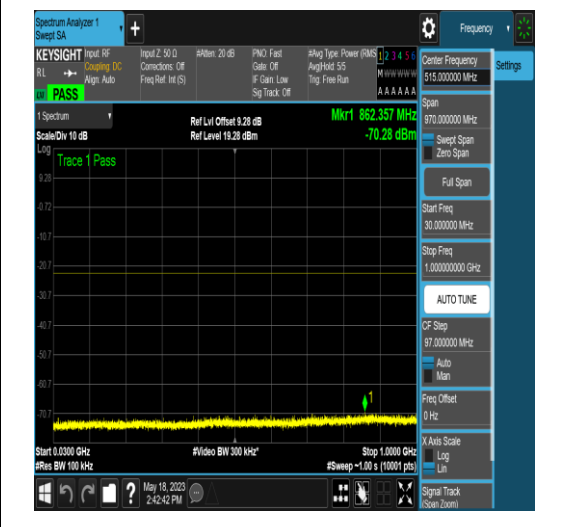 Spectrum Analyzer 1
Swept SA
+
Frequency
KEYSIGHT Input: RF Input Z: 50 Ω #Atten: 20 dB PNO: Fast #Avg Type: Power (RMS 1 2 3 4 5 6
RL Coupling: DC Corrections: Off Gate: Off Avg|Hold: 5/5 M W W W W W
Align: Auto Freq Ref: Int (S) IF Gain: Low Trig: Free Run
Sig Track: Off A A A A A A
PASS
1 Spectrum
Ref Lvl Offset 9.28 dB Mkr1 862.357 MHz
Scale/Div 10 dB Ref Level 19.28 dBm -70.28 dBm
Log
Trace 1 Pass
9.28
-0.72
-10.7
-20.7
-30.7
-40.7
-50.7
-60.7
-70.7
1
Start 0.0300 GHz #Video BW 300 kHz* Stop 1.0000 GHz
#Res BW 100 kHz #Sweep ~1.00 s (10001 pts)
?
May 18, 2023
2:42:42 PM
Center Frequency
515.000000 MHz
Settings
Span
970.000000 MHz
Swept Span
Zero Span
Full Span
Start Freq
30.000000 MHz
Stop Freq
1.000000000 GHz
AUTO TUNE
CF Step
97.000000 MHz
Auto
Man
Freq Offset
0 Hz
X Axis Scale
Log
Lin
Signal Track
(Span Zoom)